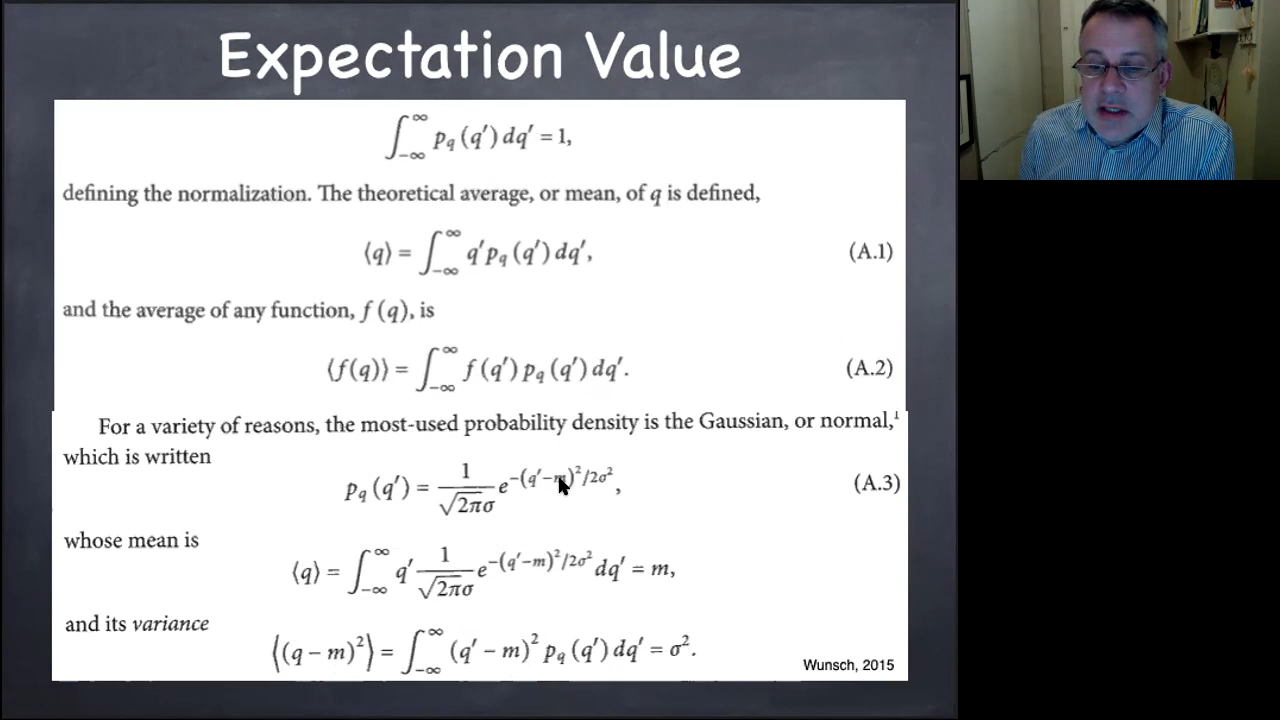 Expectation Value
∫_{-∞}^{∞} p_q (q′) dq′ = 1,
defining the normalization. The theoretical average, or mean, of q is defined,
⟨q⟩ = ∫_{-∞}^{∞} q′ p_q (q′) dq′, (A.1)
and the average of any function, f (q), is
⟨f(q)⟩ = ∫_{-∞}^{∞} f (q′) p_q (q′) dq′. (A.2)
For a variety of reasons, the most-used probability density is the Gaussian, or normal,¹
which is written
p_q (q′) = 1/(√2π σ) e^{−(q′−m)²/2σ²}, (A.3)
whose mean is
⟨q⟩ = ∫_{-∞}^{∞} q′ 1/(√2π σ) e^{−(q′−m)²/2σ²} dq′ = m,
and its variance
⟨(q − m)²⟩ = ∫_{-∞}^{∞} (q′ − m)² p_q (q′) dq′ = σ².
Wunsch, 2015